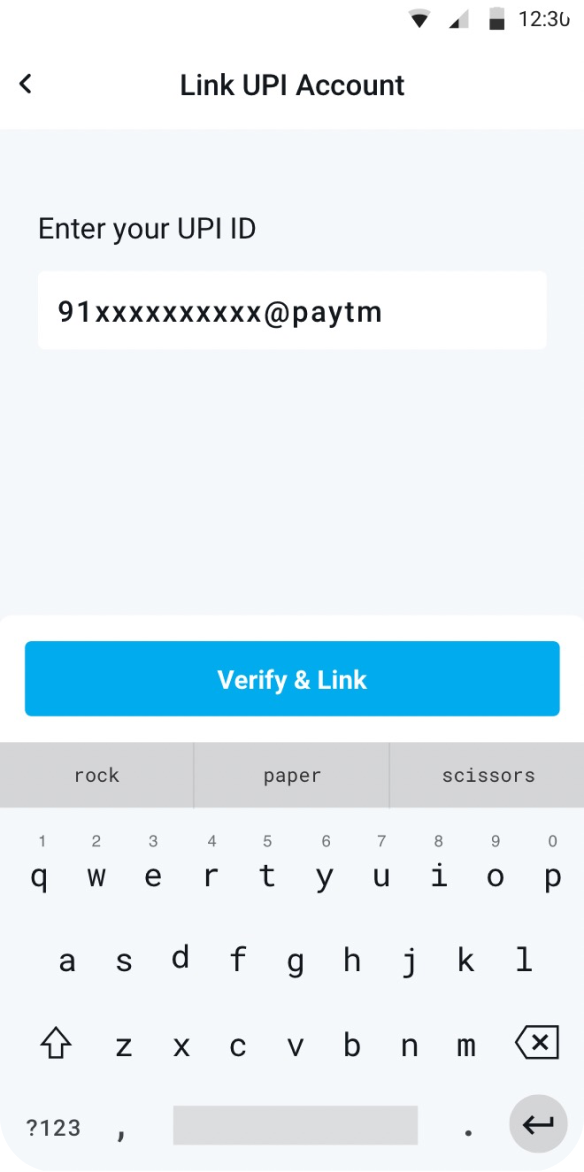 12:30
Link UPI Account
Enter your UPI ID
91xxxxxxxxxx@paytm
Verify & Link
rock paper scissors
1 2 3 4 5 6 7 8 9 0
q w e r t y u i o p
a s d f g h j k l
z x c v b n m
?123 , .